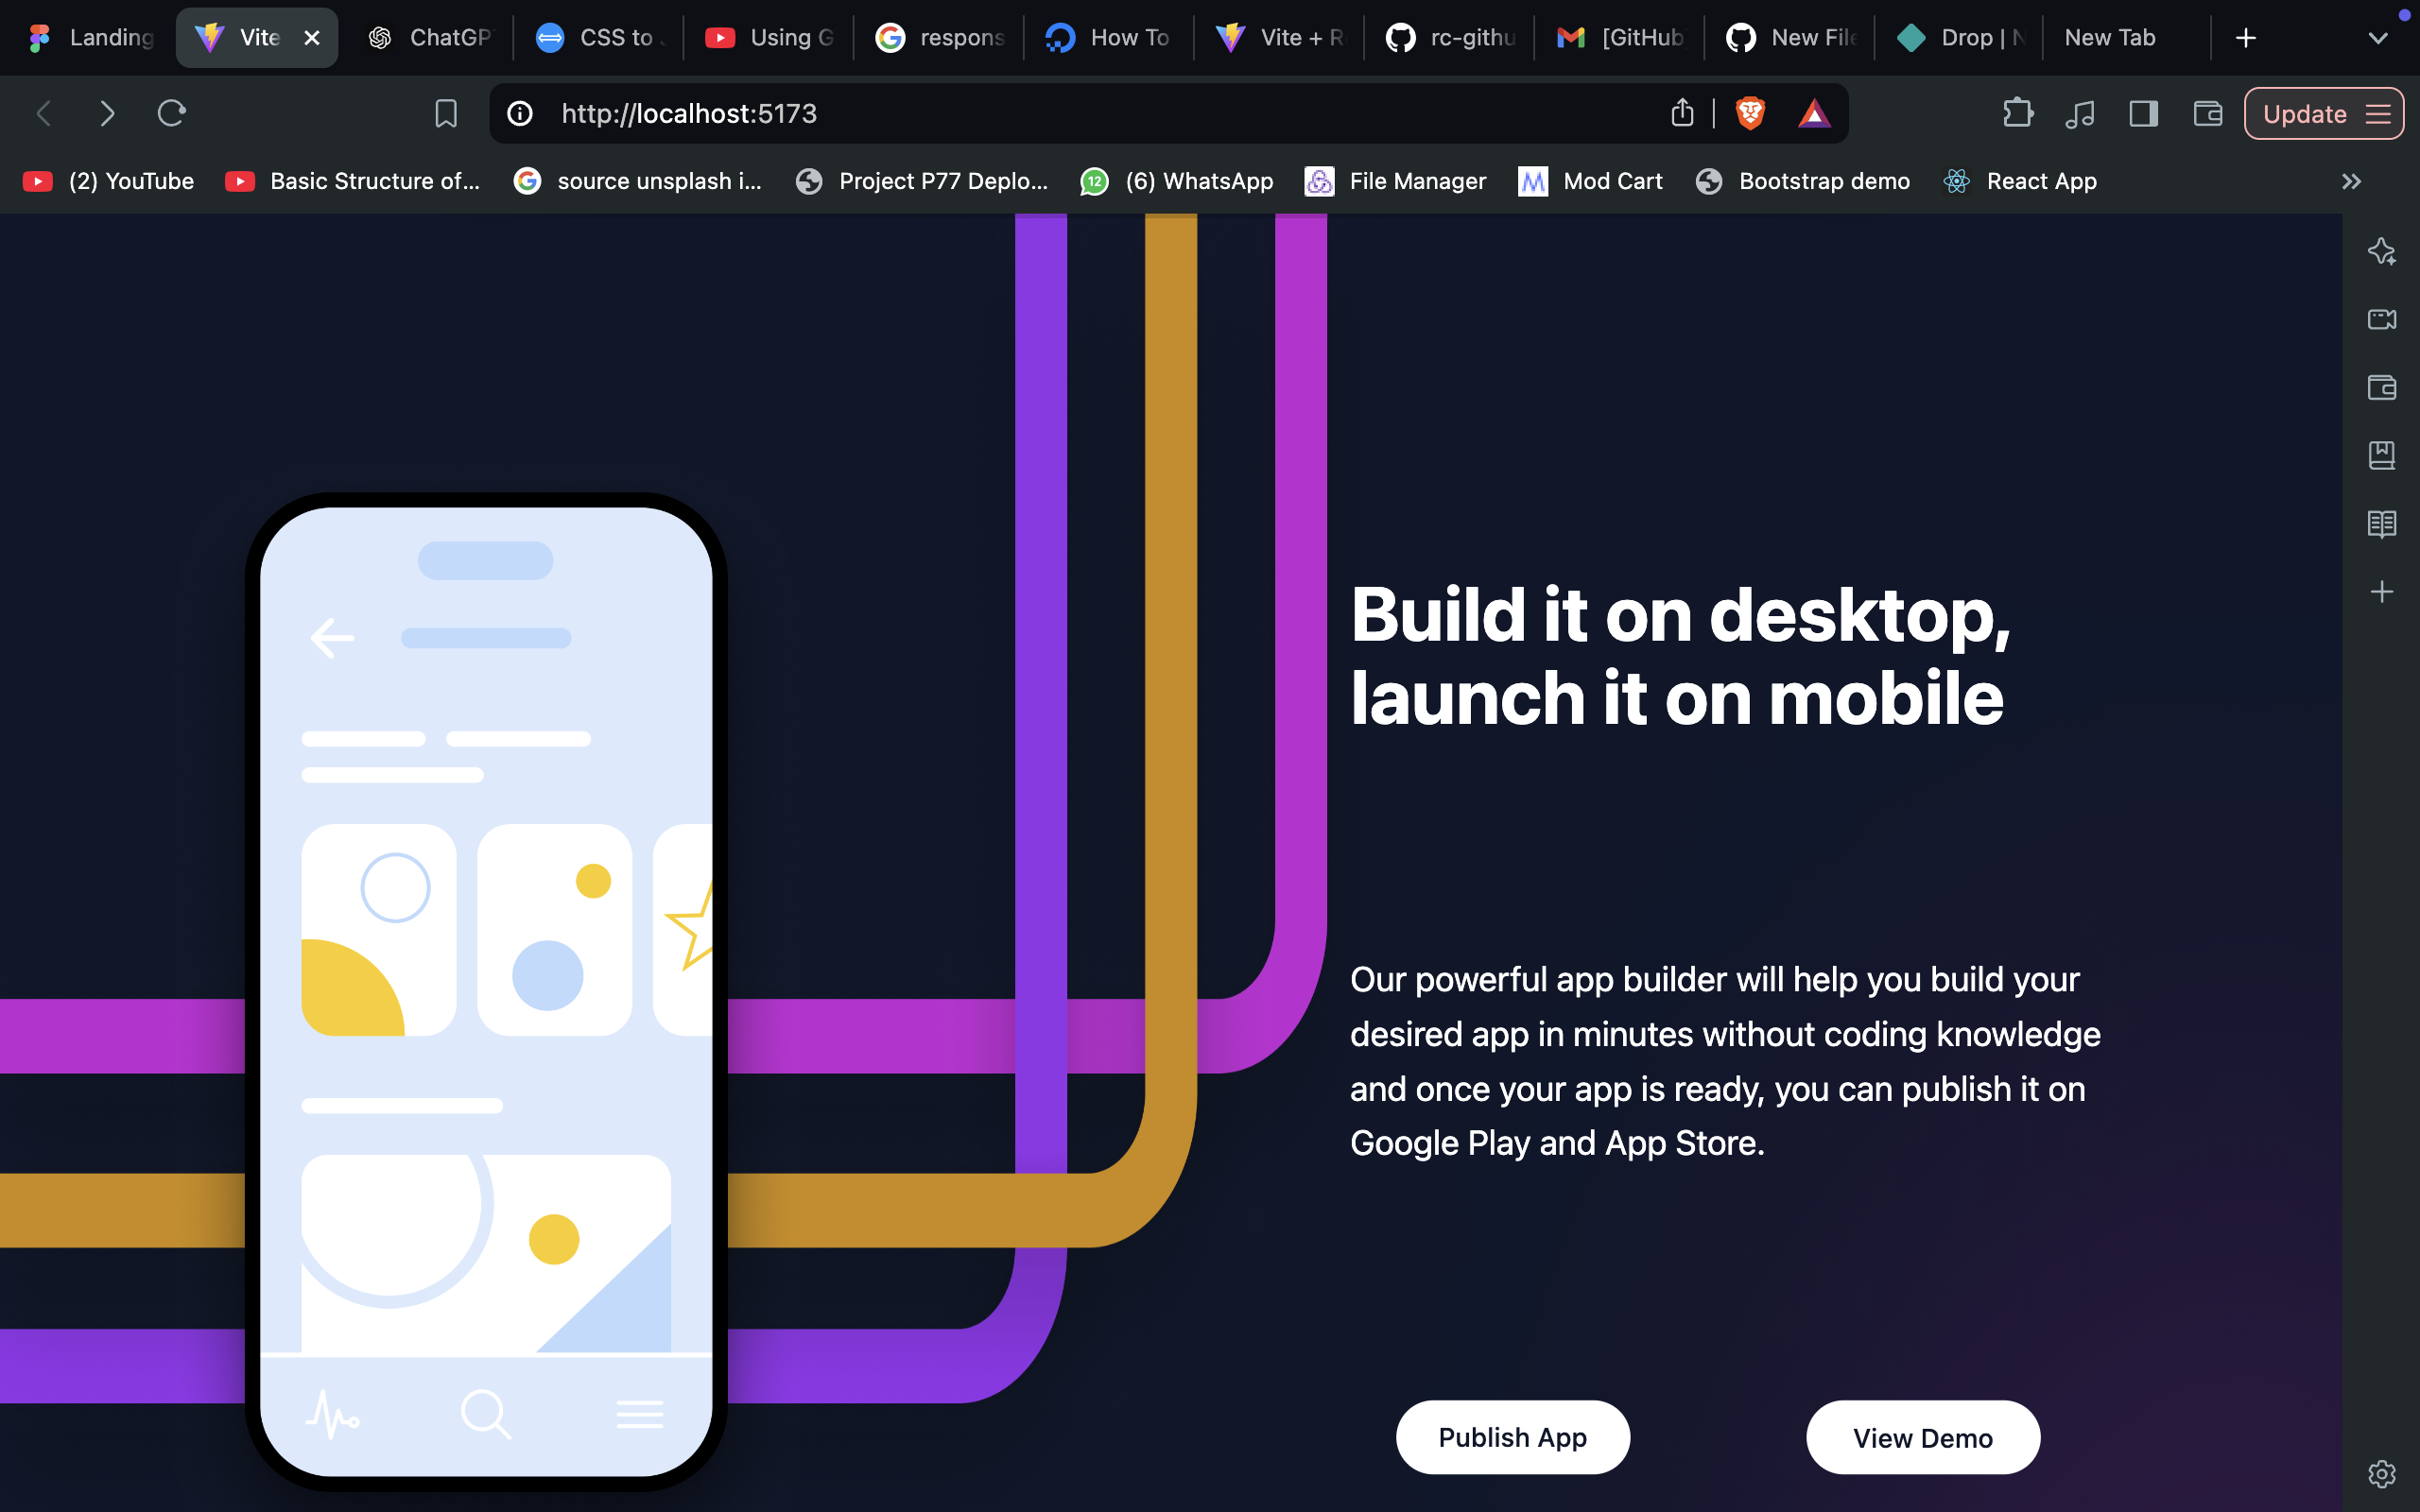 Landing
Vite
ChatGP
CSS to
Using G
respons
How To
Vite + R
rc-githu
[GitHub
New File
Drop | N
New Tab
http://localhost:5173
Update
(2) YouTube
Basic Structure of...
source unsplash i...
Project P77 Deplo...
12
(6) WhatsApp
File Manager
Mod Cart
Bootstrap demo
React App
Build it on desktop,
launch it on mobile
Our powerful app builder will help you build your
desired app in minutes without coding knowledge
and once your app is ready, you can publish it on
Google Play and App Store.
Publish App
View Demo